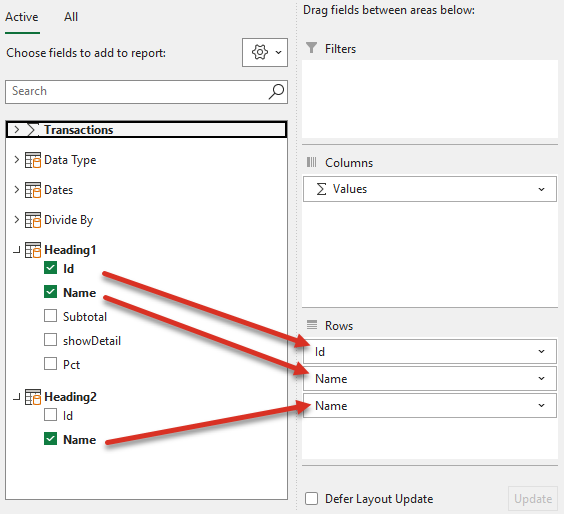 Active All
Choose fields to add to report:
Search
Transactions
Data Type
Dates
Divide By
Heading1
Id
Name
Subtotal
showDetail
Pct
Heading2
Id
Name
Drag fields between areas below:
Filters
Columns
Σ Values
Rows
Id
Name
Name
Defer Layout Update Update